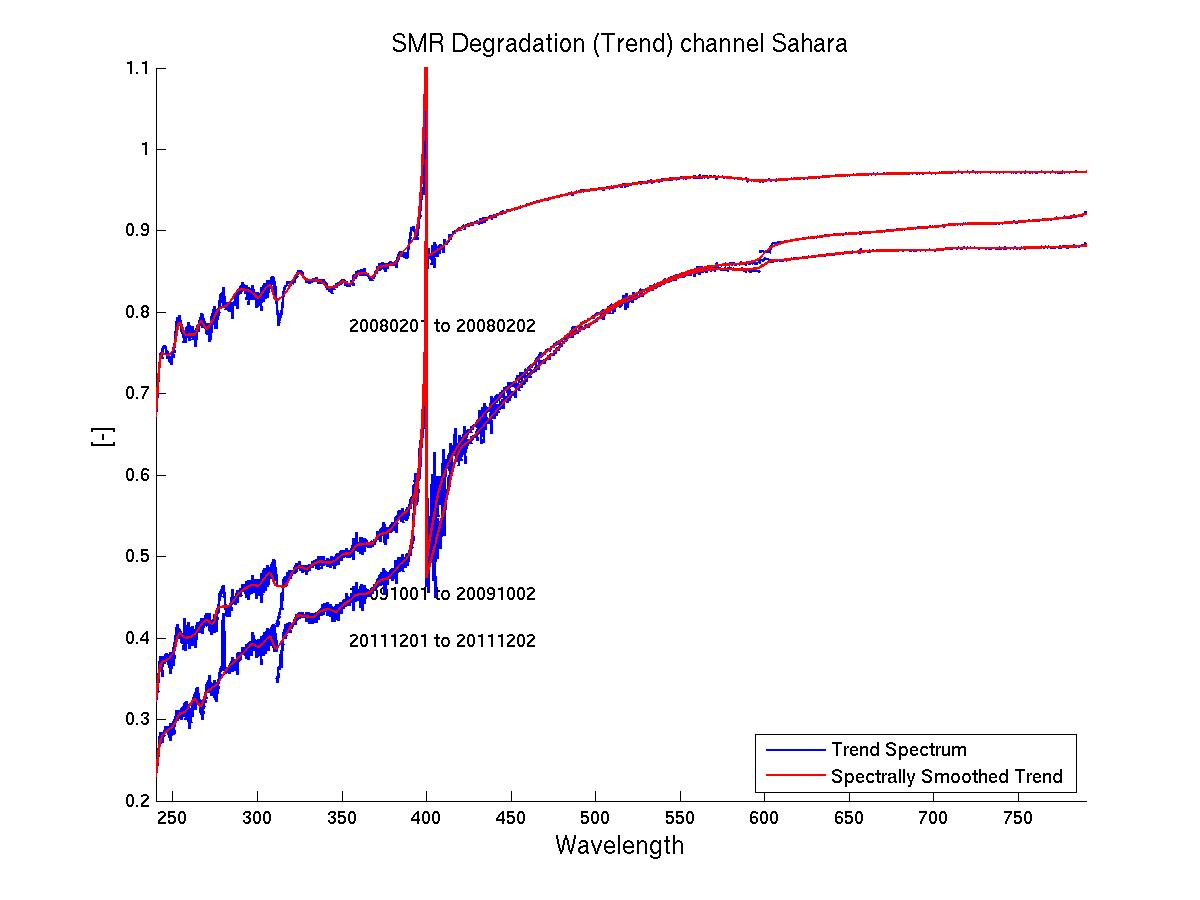 SMR Degradation (Trend) channel Sahara
1.1
1
0.9
0.8
0.7
0.6
0.5
0.4
0.3
0.2
[-]
20080201 to 20080202
091001 to 20091002
20111201 to 20111202
Trend Spectrum
Spectrally Smoothed Trend
250 300 350 400 450 500 550 600 650 700 750
Wavelength